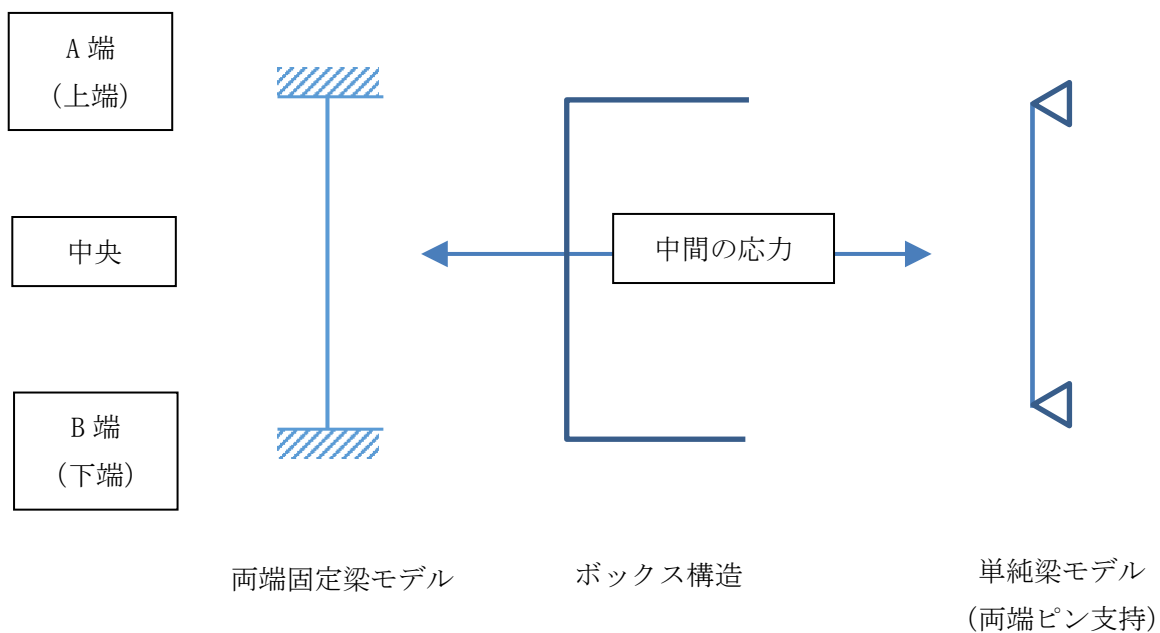 A 端
(上端)
中央
中間の応力
B 端
(下端)
両端固定梁モデル
ボックス構造
単純梁モデル
(両端ピン支持)